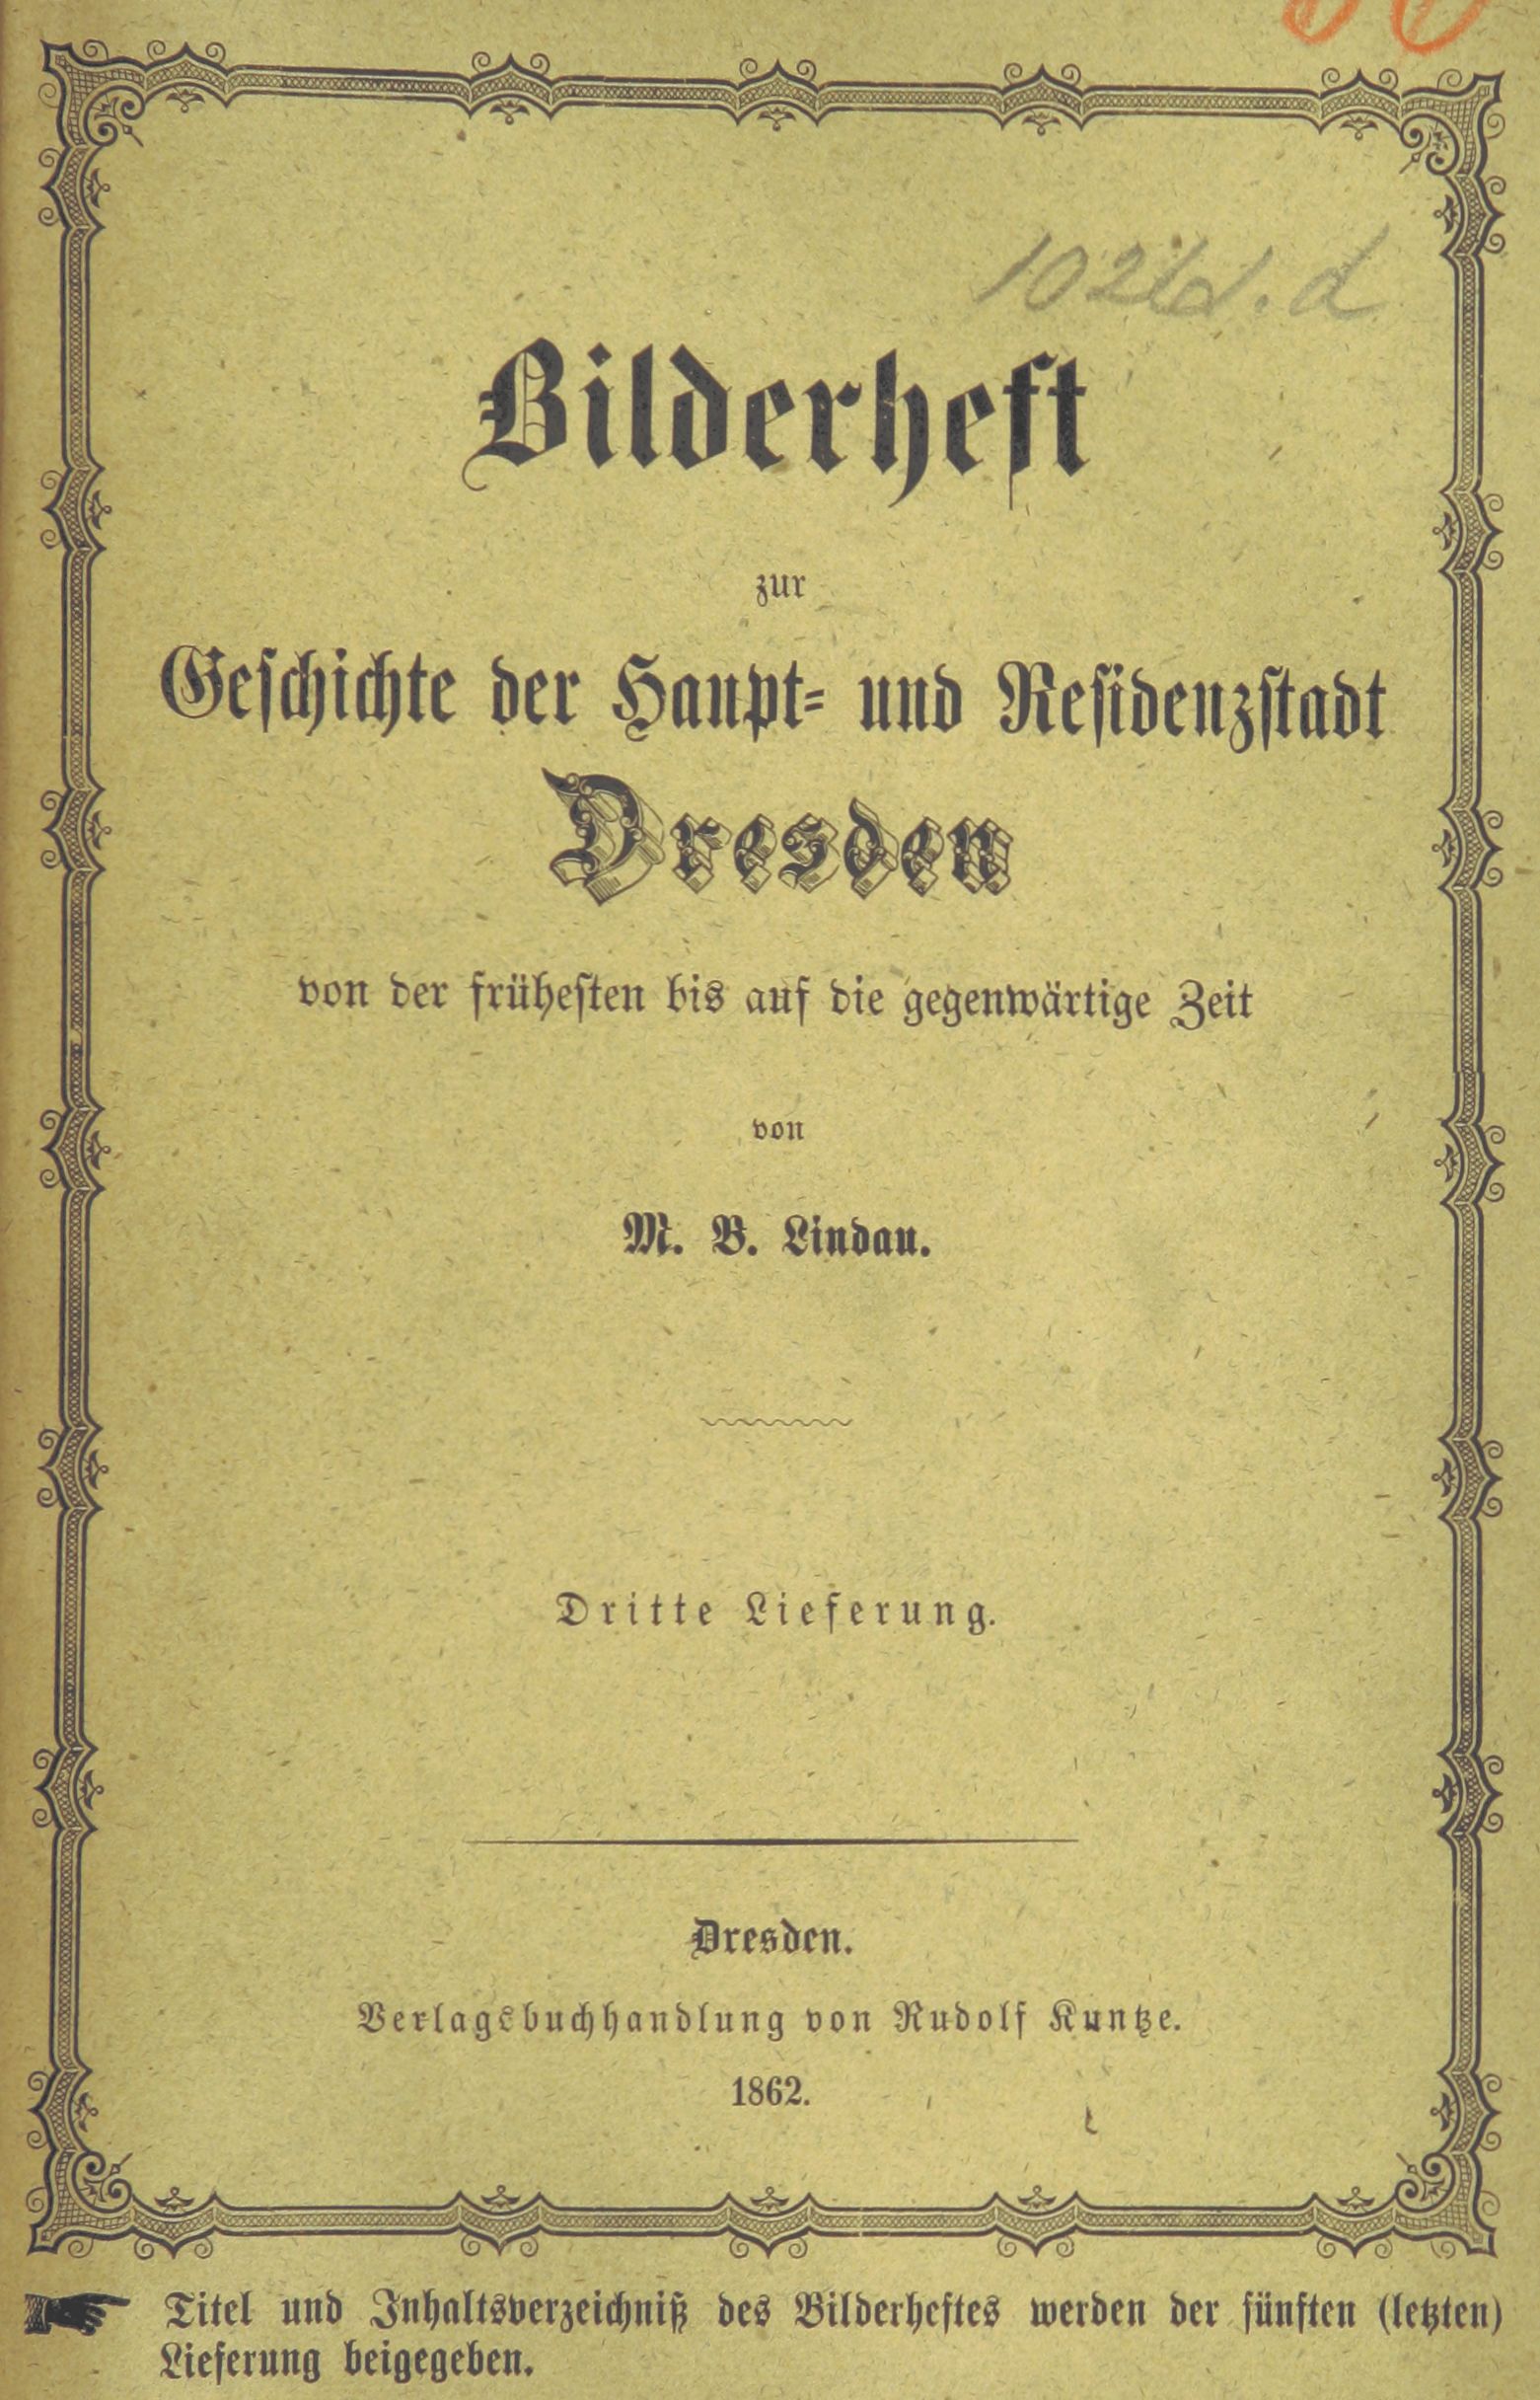 Bilderheft
zur
Geschichte der Haupt- und Residenzstadt
Dresden
von der frühesten bis auf die gegenwärtige Zeit
von
M. B. Lindau.
Dritte Lieferung.
Dresden.
Verlagsbuchhandlung von Rudolf Kuntze.
1862.
Titel und Inhaltsverzeichniß des Bilderheftes werden der fünften (letzten)
Lieferung beigegeben.